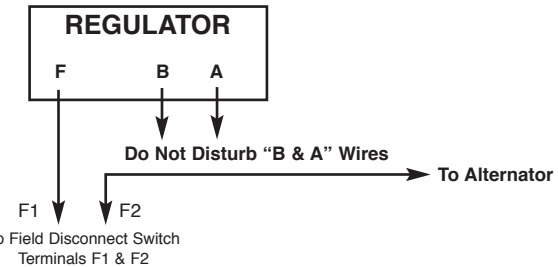 REGULATOR
F B A
Do Not Disturb “B & A” Wires
To Alternator
F1 F2
Field Disconnect Switch
Terminals F1 & F2